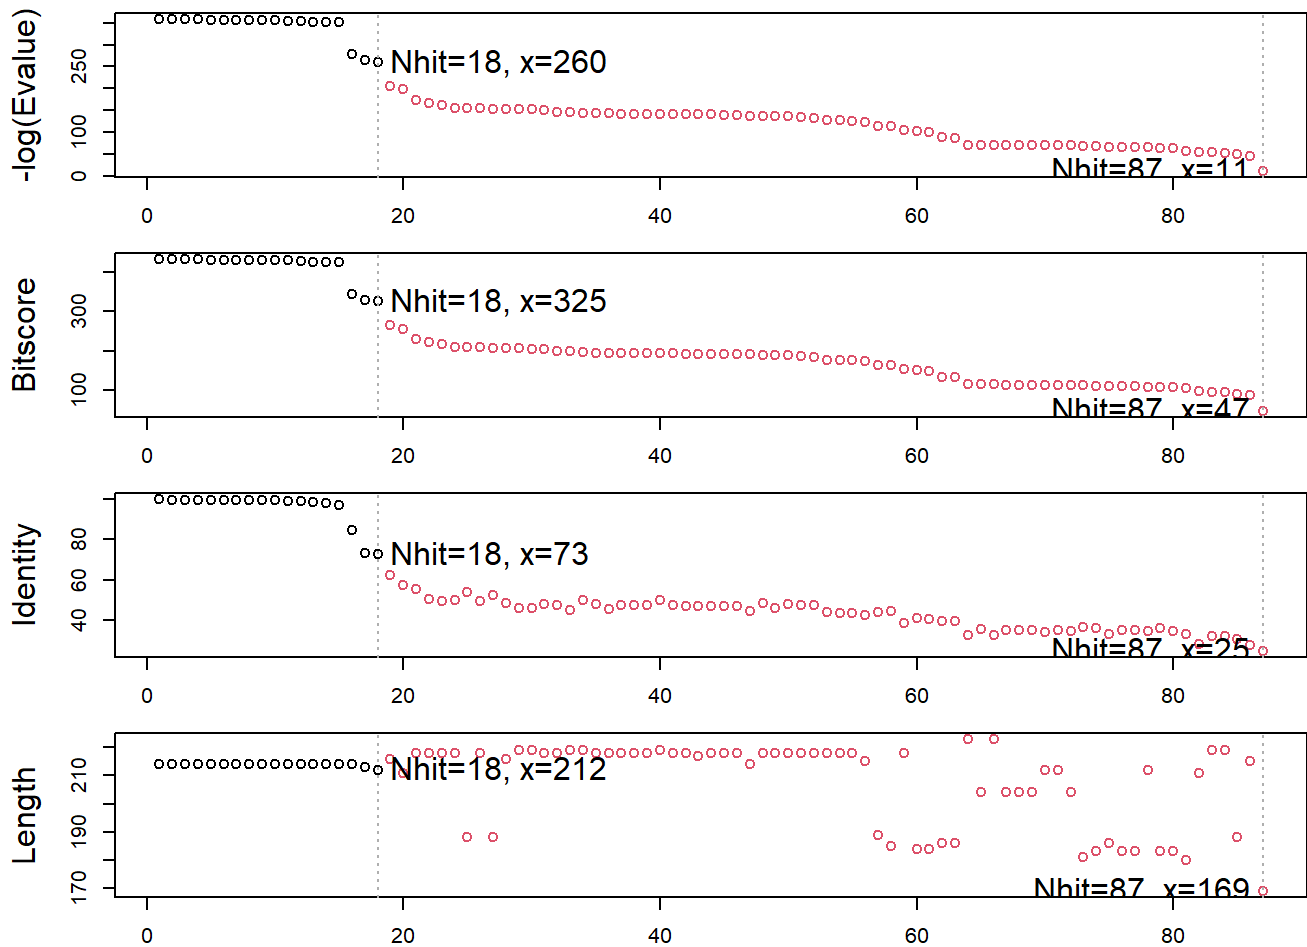 -log(Evalue)
250
100
0
Nhit=18, x=260
Nhit=87, x=11
0 20 40 60 80
Bitscore
300
100
Nhit=18, x=325
Nhit=87, x=47
0 20 40 60 80
Identity
80
60
40
Nhit=18, x=73
Nhit=87, x=25
0 20 40 60 80
Length
210
190
170
Nhit=18, x=212
Nhit=87, x=169
0 20 40 60 80